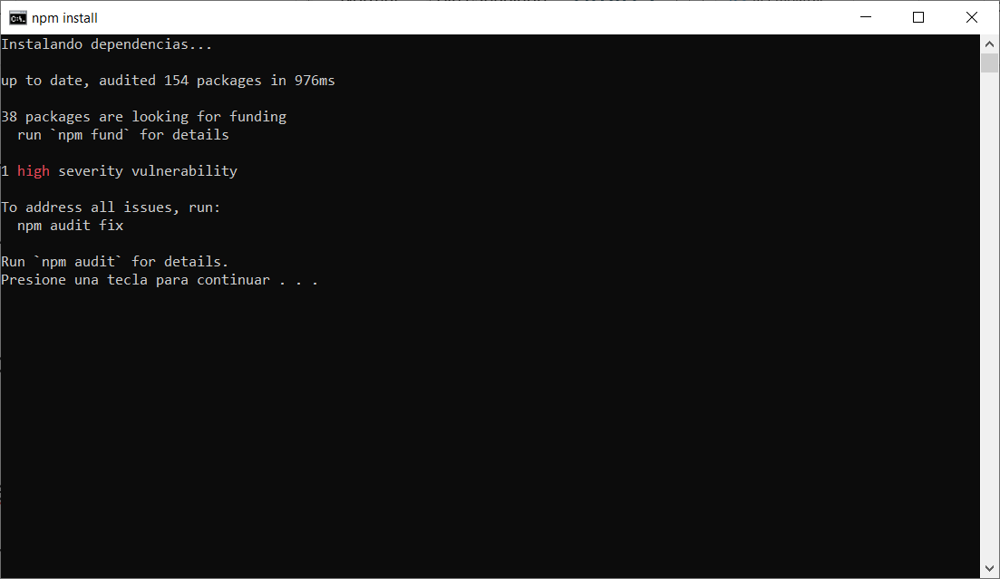 npm install
Instalando dependencias...
up to date, audited 154 packages in 976ms
38 packages are looking for funding
  run `npm fund` for details
1 high severity vulnerability
To address all issues, run:
  npm audit fix
Run `npm audit` for details.
Presione una tecla para continuar . . .